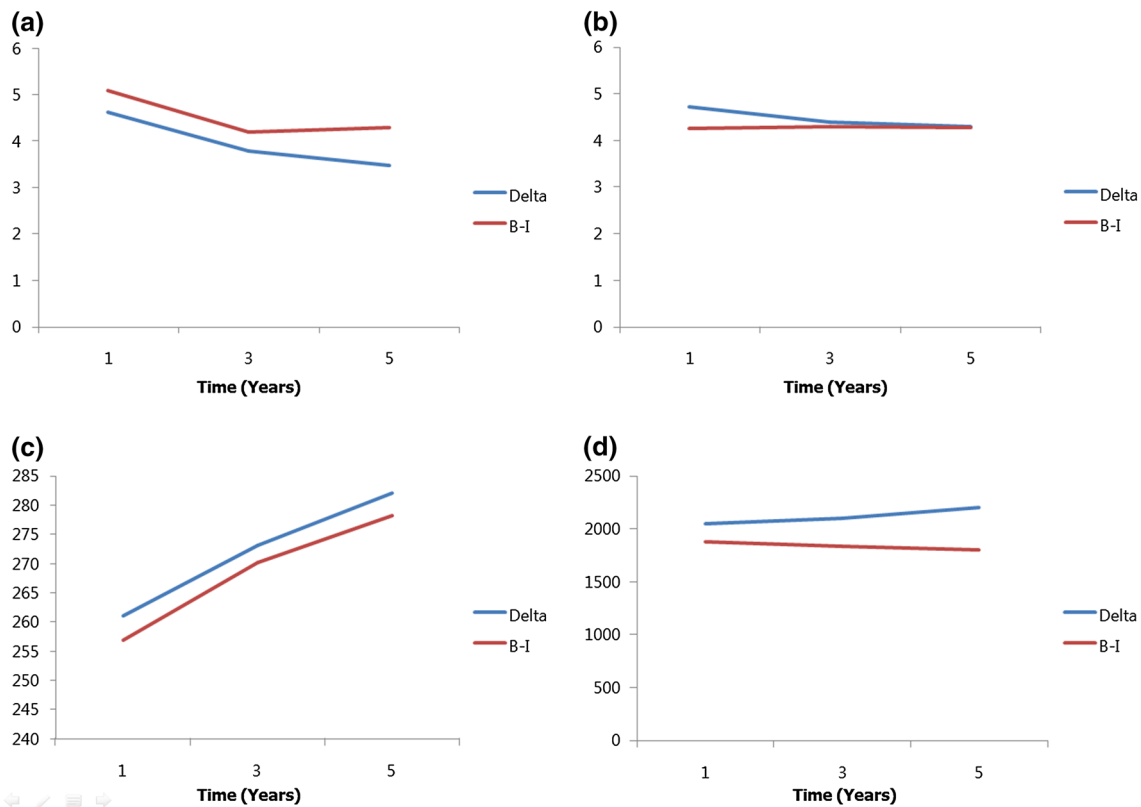 (a)
6
5
4
3
2
1
0
1 3 5
Time (Years)
Delta
B-I
(b)
6
5
4
3
2
1
0
1 3 5
Time (Years)
Delta
B-I
(c)
285
280
275
270
265
260
255
250
245
240
1 3 5
Time (Years)
Delta
B-I
(d)
2500
2000
1500
1000
500
0
1 3 5
Time (Years)
Delta
B-I